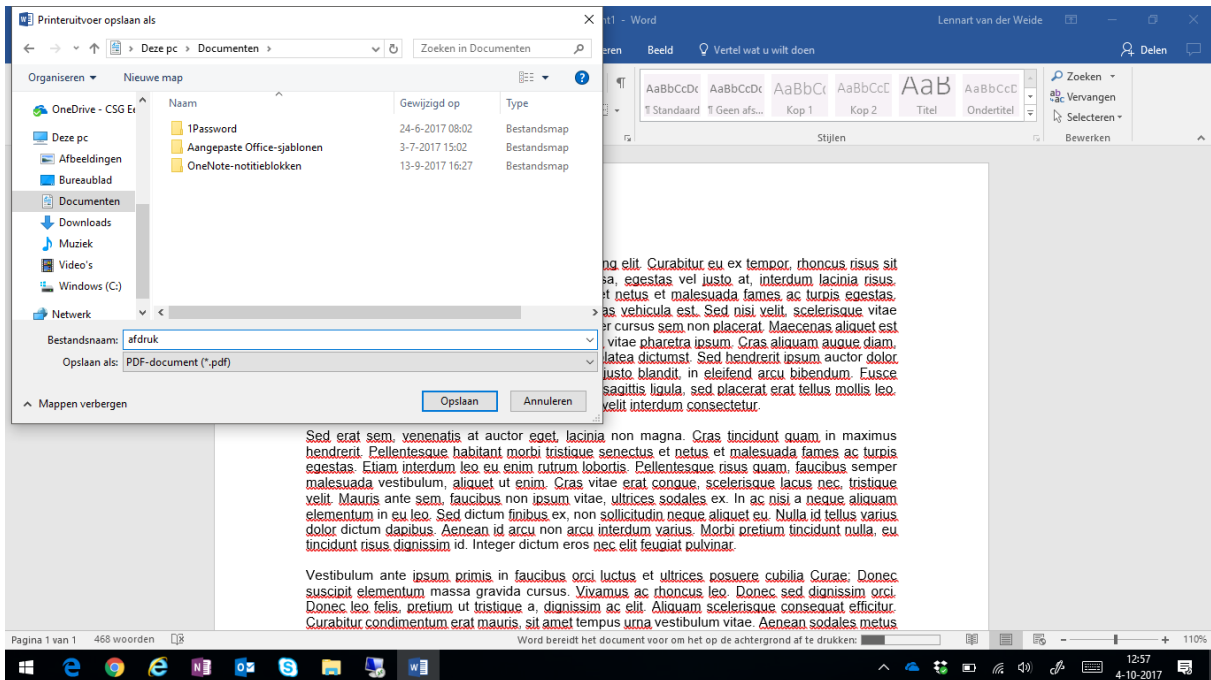 Printeruitvoer opslaan als
nt1 - Word
Lennart van der Weide
Deze pc > Documenten >
Zoeken in Documenten
eren
Beeld
Vertel wat u wilt doen
Delen
Organiseren
Nieuwe map
Naam
Gewijzigd op
Type
OneDrive - CSG
1Password
24-6-2017 08:02
Bestandsmap
Aangepaste Office-sjablonen
3-7-2017 15:02
Bestandsmap
OneNote-notitieblokken
13-9-2017 16:27
Bestandsmap
Deze pc
Afbeeldingen
Bureaublad
Documenten
Downloads
Muziek
Video's
Windows (C:)
Netwerk
Bestandsnaam: afdruk
Opslaan als: PDF-document (*.pdf)
Mappen verbergen
Opslaan
Annuleren
AaBbCcDc AaBbCcDc AaBbCc AaBbCcE AaB AaBbCcD
¶ Standaard ¶ Geen afs... Kop 1 Kop 2 Titel Ondertitel
Stijlen
Zoeken
Vervangen
Selecteren
Bewerken
ng elit. Curabitur eu ex tempor, rhoncus risus sit
sa, egestas vel justo at, interdum lacinia risus.
et netus et malesuada fames ac turpis egestas.
as vehicula est. Sed nisi velit, scelerisque vitae
er cursus sem non placerat. Maecenas aliquet est
vitae pharetra ipsum. Cras aliquam augue diam,
latea dictumst. Sed hendrerit ipsum auctor dolor
justo blandit, in eleifend arcu bibendum. Fusce
sagittis ligula, sed placerat erat tellus mollis leo.
velit interdum consectetur.
Sed erat sem, venenatis at auctor eget, lacinia non magna. Cras tincidunt quam in maximus
hendrerit. Pellentesque habitant morbi tristique senectus et netus et malesuada fames ac turpis
egestas. Etiam interdum leo eu enim rutrum lobortis. Pellentesque risus quam, faucibus semper
malesuada vestibulum, aliquet ut enim. Cras vitae erat congue, scelerisque lacus nec, tristique
velit. Mauris ante sem, faucibus non ipsum vitae, ultrices sodales ex. In ac nisi a neque aliquam
elementum in eu leo. Sed dictum finibus ex, non sollicitudin neque aliquet eu. Nulla id tellus varius
dolor dictum dapibus. Aenean id arcu non arcu interdum varius. Morbi pretium tincidunt nulla, eu
tincidunt risus dignissim id. Integer dictum eros nec elit feugiat pulvinar.
Vestibulum ante ipsum primis in faucibus orci luctus et ultrices posuere cubilia Curae; Donec
suscipit elementum massa gravida cursus. Vivamus ac rhoncus leo. Donec sed dignissim orci.
Donec leo felis, pretium ut tristique a, dignissim ac elit. Aliquam scelerisque consequat efficitur.
Curabitur condimentum erat mauris, sit amet tempus urna vestibulum vitae. Aenean sodales metus
Pagina 1 van 1
468 woorden
Word bereidt het document voor om het op de achtergrond af te drukken:
110%
12:57
4-10-2017